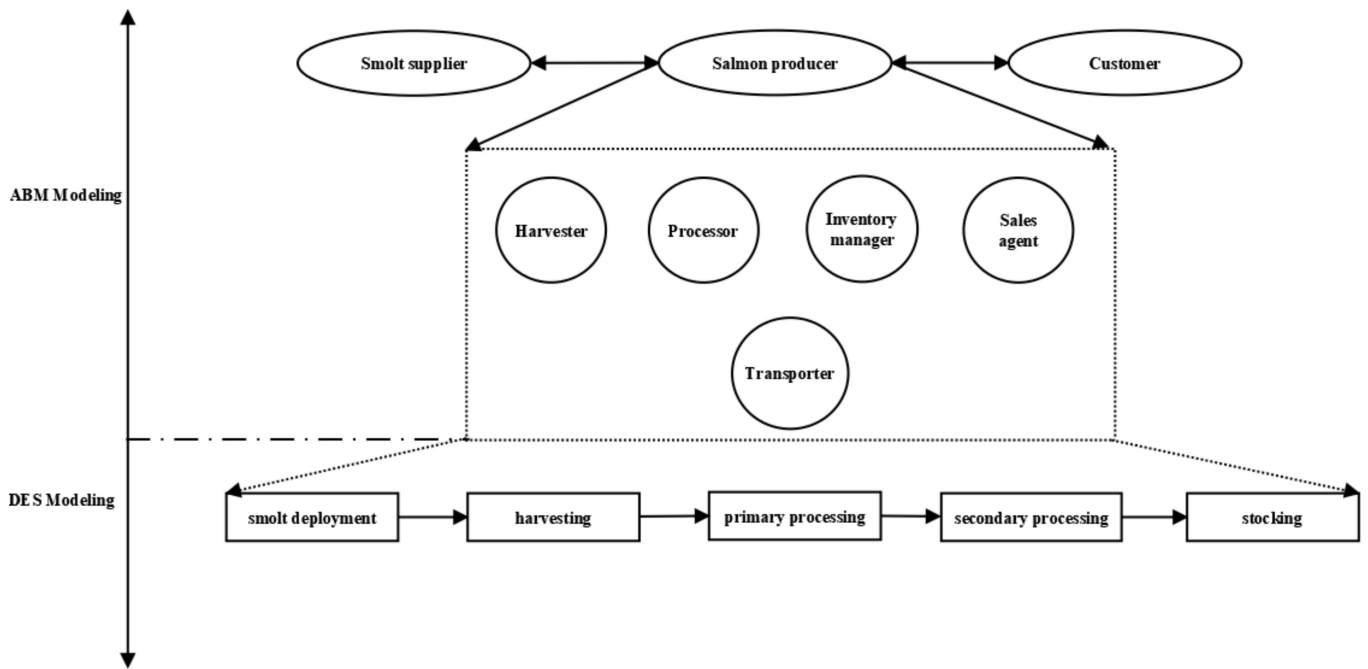 Smolt supplier
Salmon producer
Customer
ABM Modeling
Harvester
Processor
Inventory
manager
Sales
agent
Transporter
DES Modeling
smolt deployment
harvesting
primary processing
secondary processing
stocking